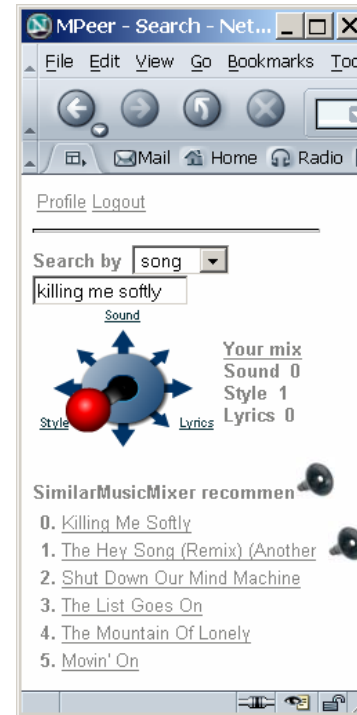 MPeer - Search - Net...
File Edit View Go Bookmarks Too
Mail Home Radio
Profile Logout
Search by song
killing me softly
Sound
Style
Lyrics
Your mix
Sound 0
Style 1
Lyrics 0
SimilarMusicMixer recommen
0. Killing Me Softly
1. The Hey Song (Remix) (Another
2. Shut Down Our Mind Machine
3. The List Goes On
4. The Mountain Of Lonely
5. Movin' On